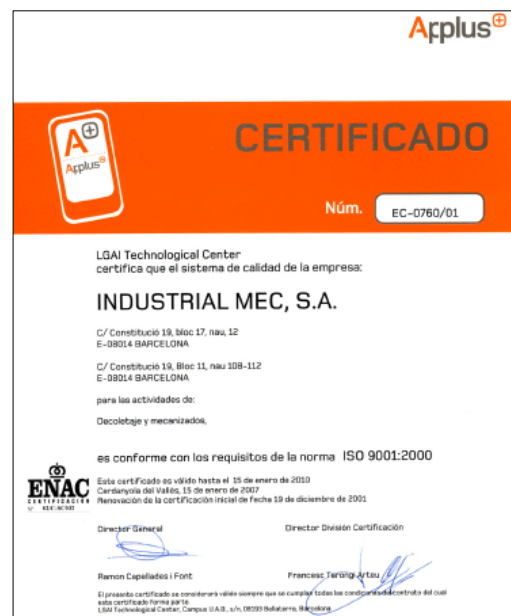 Applus+
A+
Applus+
CERTIFICADO
Núm. EC-0760/01
LGAI Technological Center
certifica que el sistema de calidad de la empresa:
INDUSTRIAL MEC, S.A.
C/ Constitució 19, bloc 17, nau, 12
E-08014 BARCELONA
C/ Constitució 19, Bloc 11, nau 108-112
E-08014 BARCELONA
para las actividades de:
Decoletaje y mecanizados,
es conforme con los requisitos de la norma ISO 9001:2000
Este certificado es válido hasta el 15 de enero de 2010
Cerdanyola del Vallès, 15 de enero de 2007
Renovación de la certificación inicial de fecha 19 de diciembre de 2001
ENAC
CERTIFICACIÓN
Director General
Director División Certificación
Ramon Capellades i Font
Francesc Tarongi Arteu
El presente certificado se considerará válido siempre que se cumplan todas las condiciones del contrato del cual
este certificado forma parte.
LGAI Technological Center, Campus U.A.B., s/n, 08193 Bellaterra, Barcelona